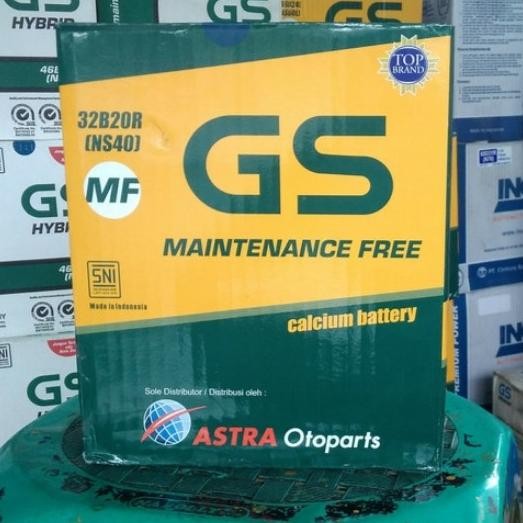 GS
HYBRID
GS
HYBRID
GS
32B20R
(NS40)
MF
TOP
BRAND
GS
MAINTENANCE FREE
SNI
Made in Indonesia
calcium battery
Sole Distributor / Distribusi oleh :
ASTRA Otoparts